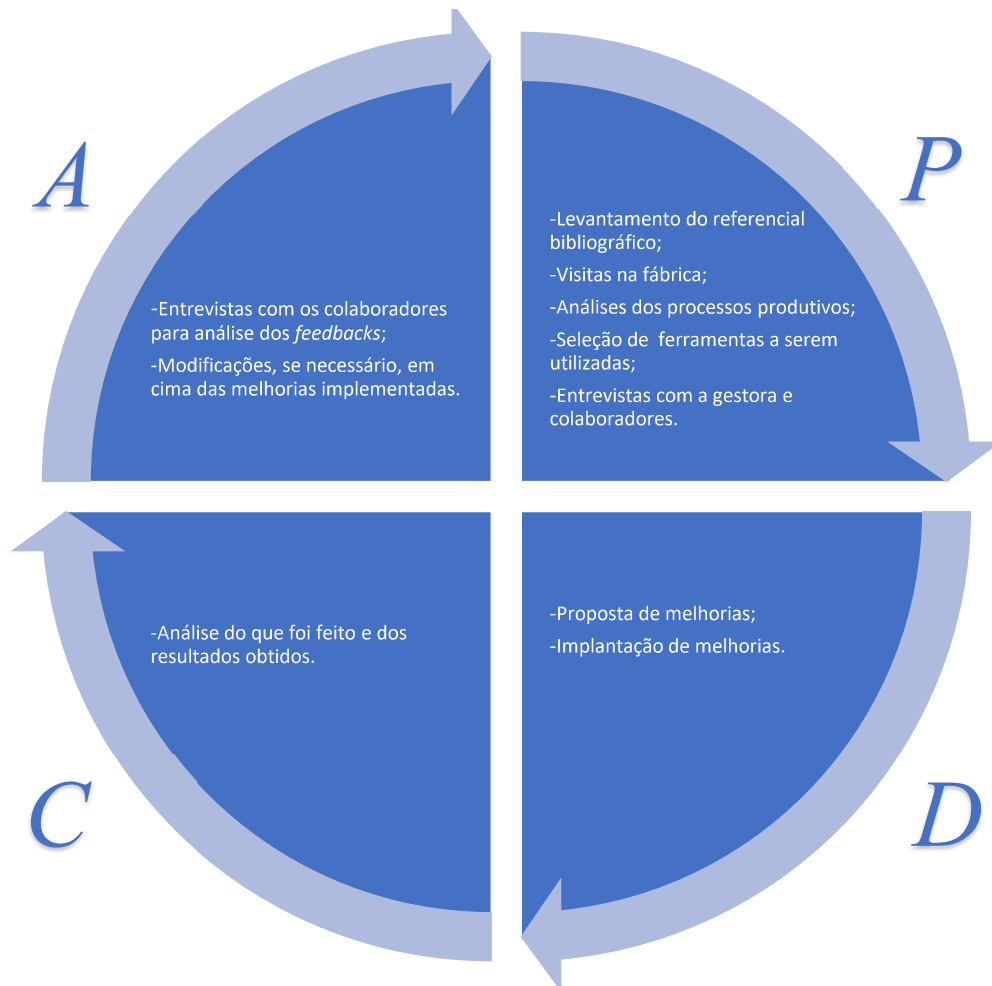 A
P
-Levantamento do referencial
bibliográfico;
-Visitas na fábrica;
-Análises dos processos produtivos;
-Seleção de ferramentas a serem
utilizadas;
-Entrevistas com a gestora e
colaboradores.
-Entrevistas com os colaboradores
para análise dos feedbacks;
-Modificações, se necessário, em
cima das melhorias implementadas.
-Proposta de melhorias;
-Implantação de melhorias.
-Análise do que foi feito e dos
resultados obtidos.
C
D